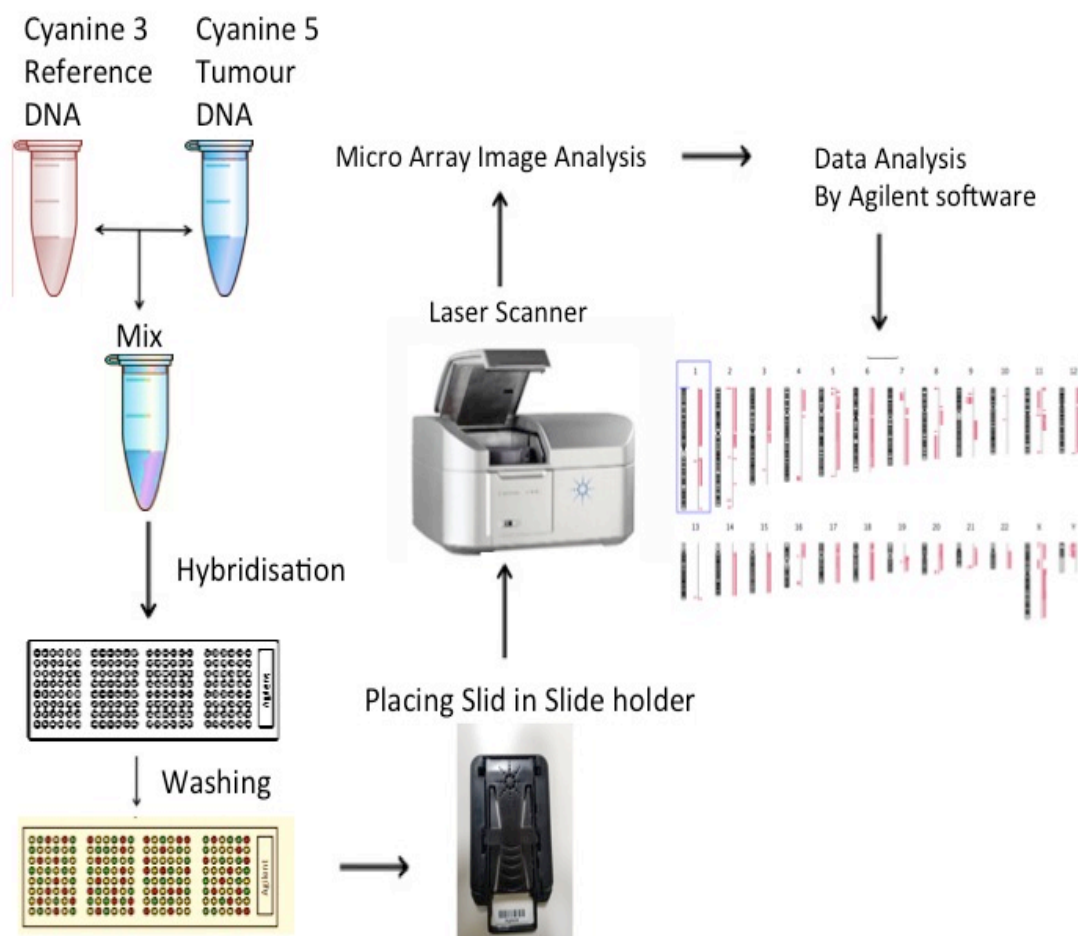 Cyanine 3
Reference
DNA
Cyanine 5
Tumour
DNA
Mix
Hybridisation
Agilent
Washing
Agilent
Placing Slid in Slide holder
Laser Scanner
Micro Array Image Analysis
Data Analysis
By Agilent software
1 2 3 4 5 6 7 8 9 10 11 12
13 14 15 16 17 18 19 20 21 22 X Y